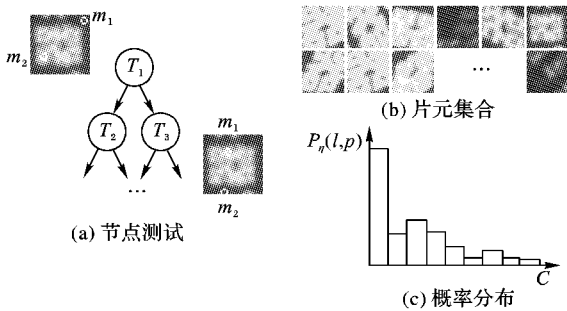 m₁
m₂
T₁
T₂
T₃
...
m₁
m₂
(a) 节点测试
...
(b) 片元集合
Pη(l,p)
C
(c) 概率分布